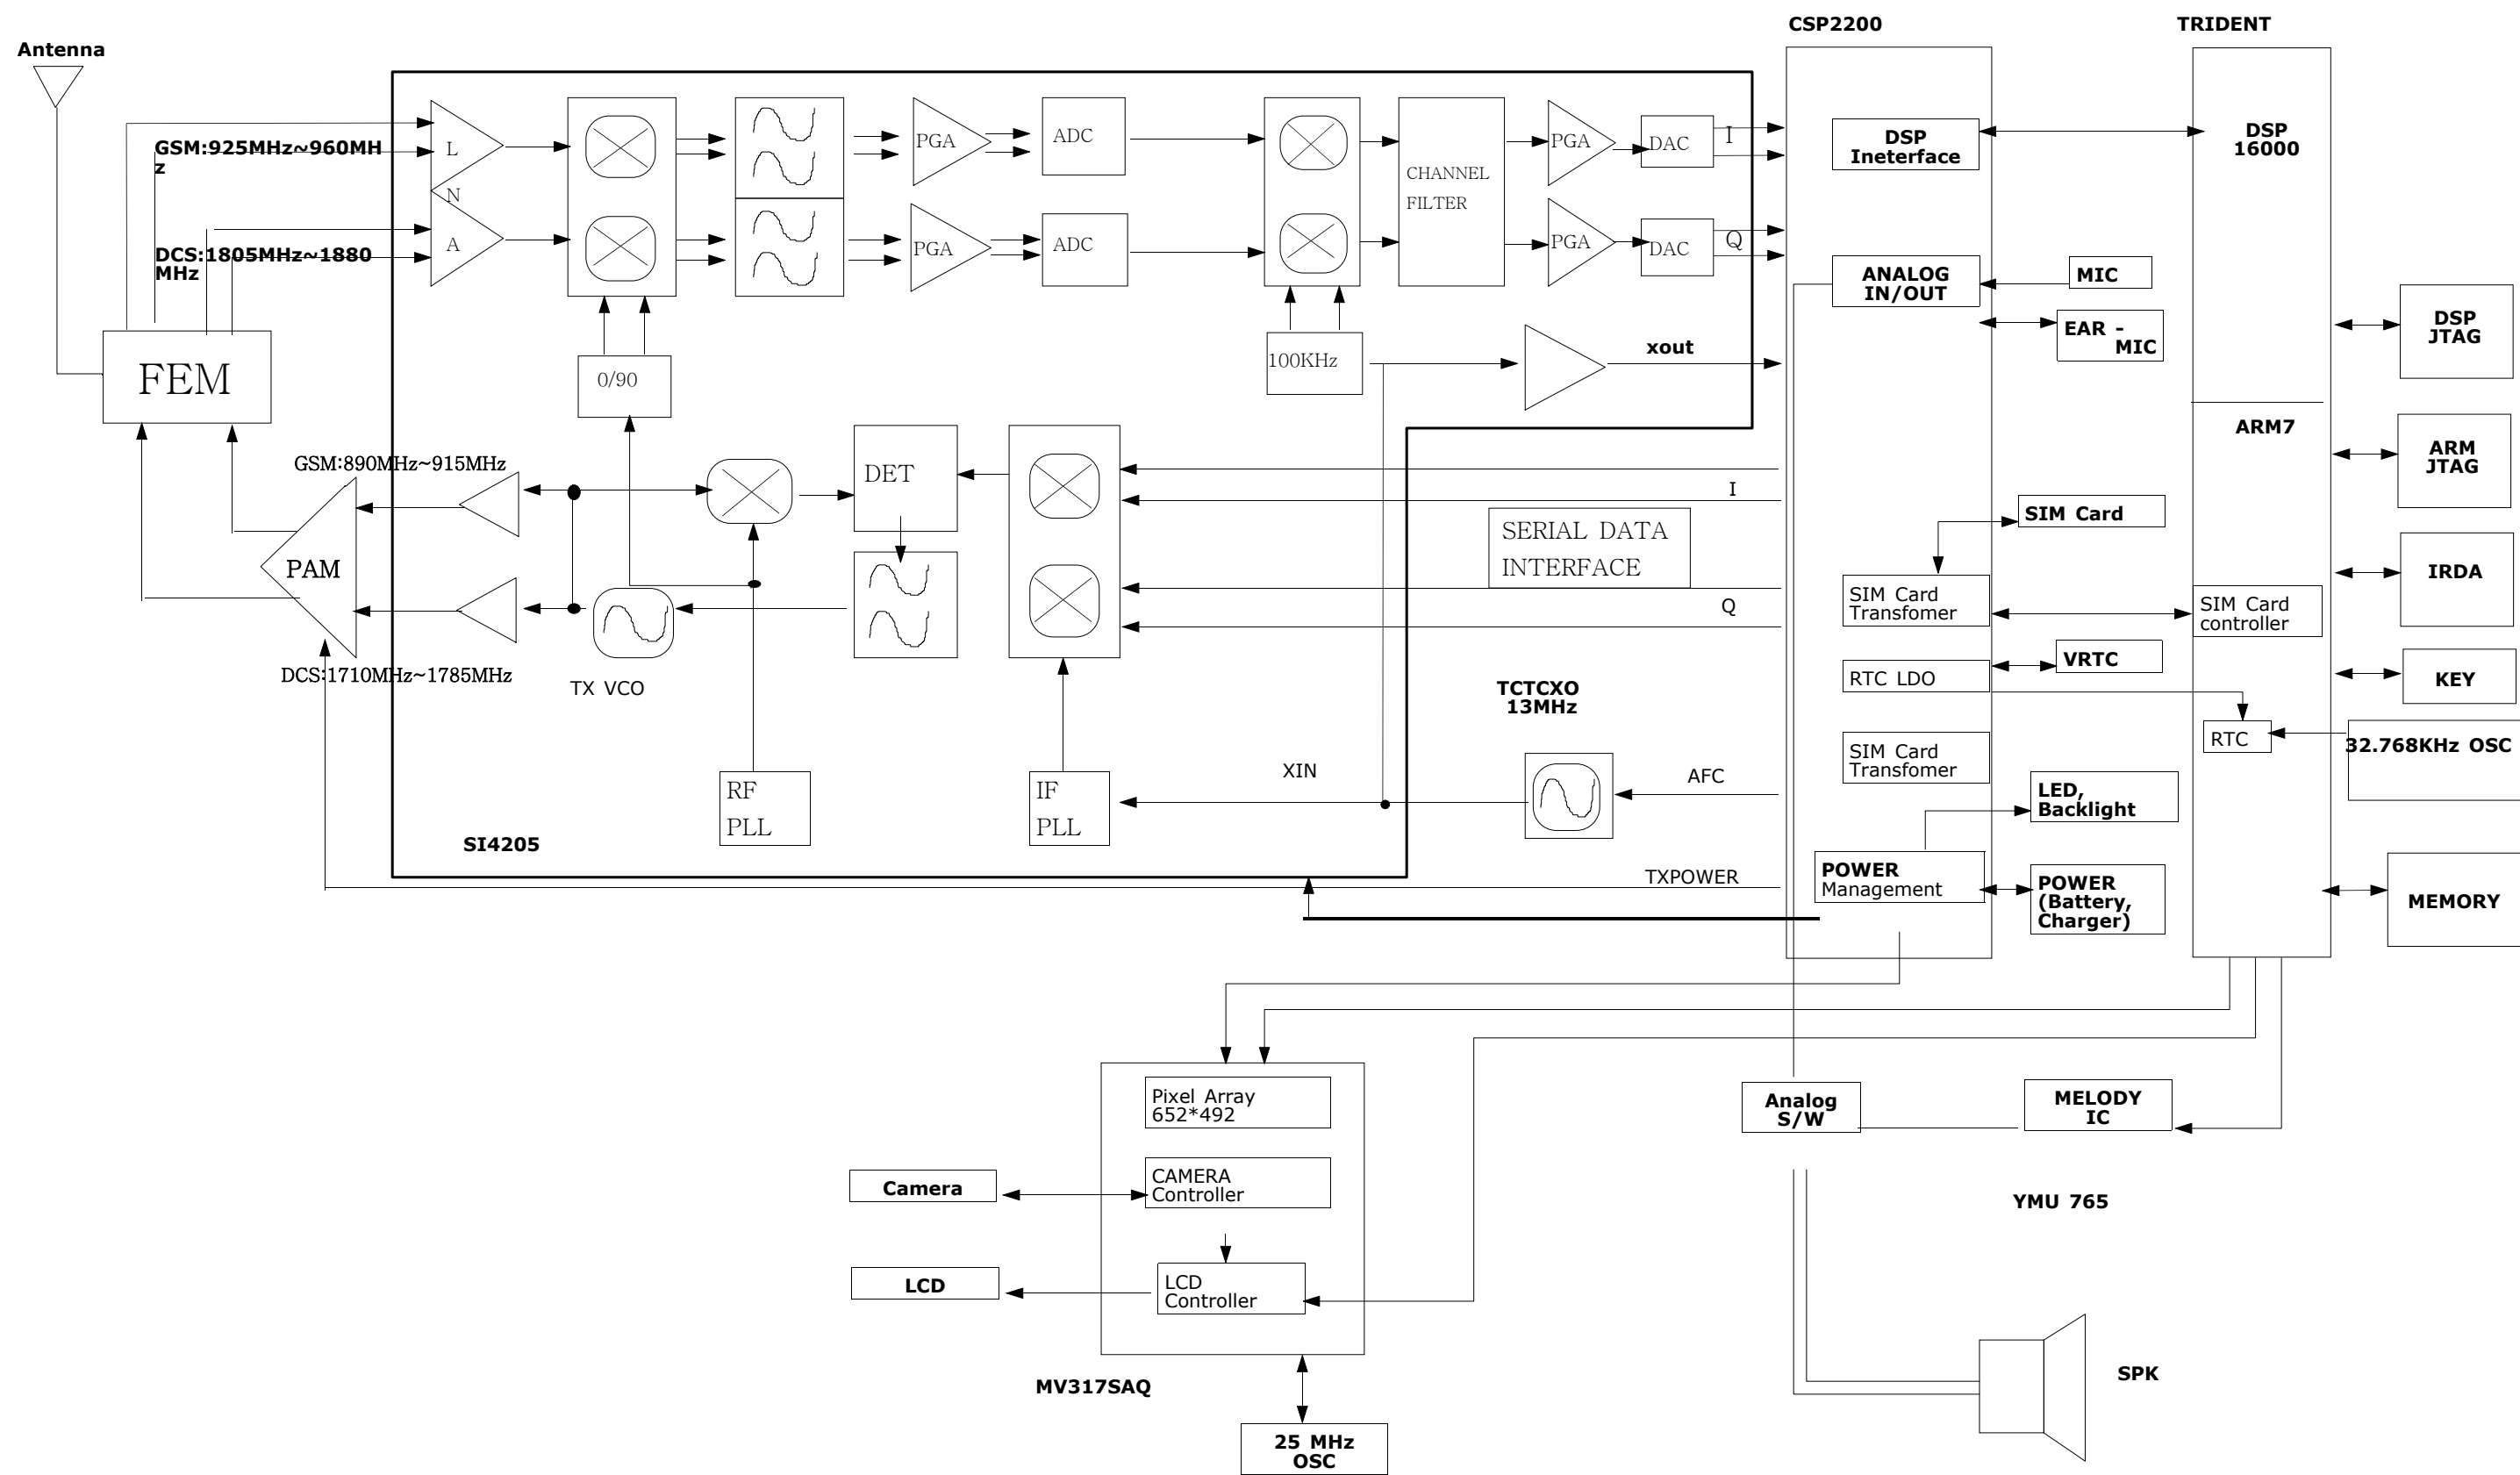 CSP2200
TRIDENT
Antenna
GSM:925MHz~960MH
z
DCS:1805MHz~1880
MHz
L
N
A
PGA
ADC
PGA
ADC
CHANNEL
FILTER
PGA
DAC
I
PGA
DAC
Q
DSP
Ineterface
DSP
16000
ANALOG
IN/OUT
MIC
EAR -
MIC
DSP
JTAG
FEM
0/90
100KHz
xout
ARM7
ARM
JTAG
GSM:890MHz~915MHz
DET
I
SERIAL DATA
INTERFACE
SIM Card
PAM
Q
SIM Card
Transfomer
SIM Card
controller
IRDA
DCS:1710MHz~1785MHz
TX VCO
TCTCXO
13MHz
RTC LDO
VRTC
KEY
RTC
32.768KHz OSC
SIM Card
Transfomer
XIN
AFC
RF
PLL
IF
PLL
LED,
Backlight
SI4205
TXPOWER
POWER
Management
POWER
(Battery,
Charger)
MEMORY
Pixel Array
652*492
Analog
S/W
MELODY
IC
Camera
CAMERA
Controller
YMU 765
LCD
LCD
Controller
MV317SAQ
SPK
25 MHz
OSC